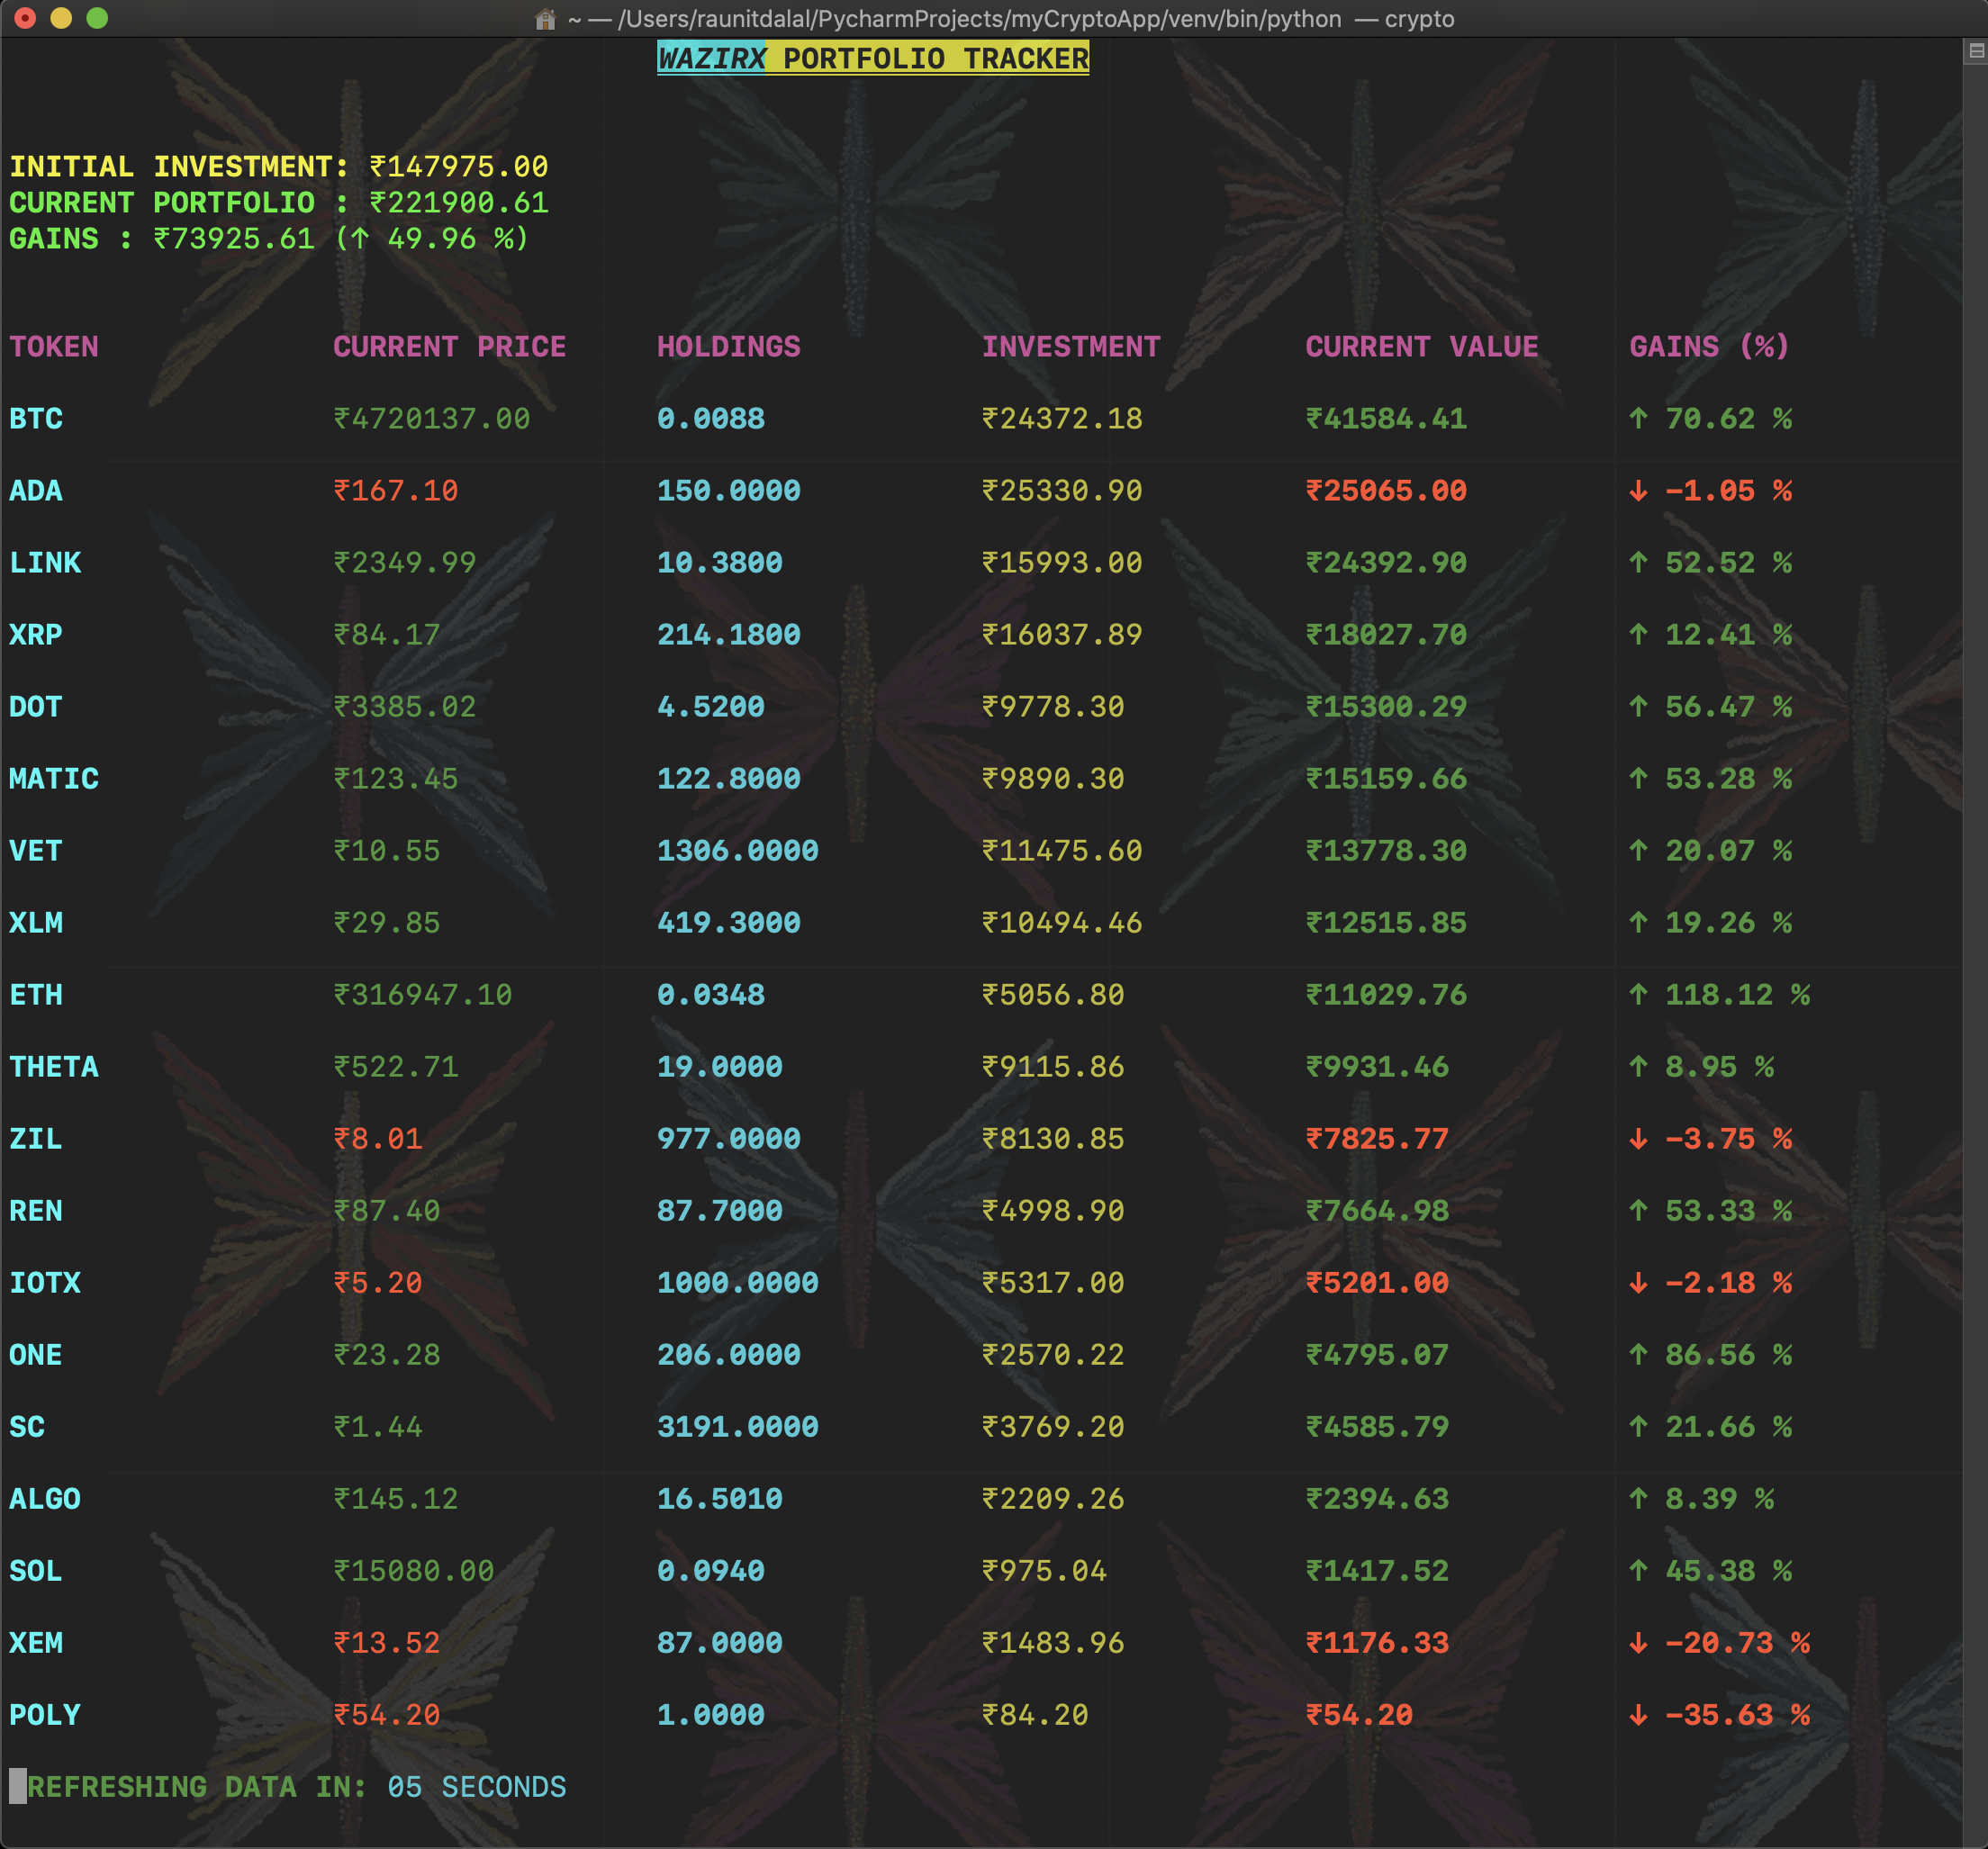 ~ — /Users/raunitdalal/PycharmProjects/myCryptoApp/venv/bin/python — crypto
WAZIRX PORTFOLIO TRACKER
INITIAL INVESTMENT: ₹147975.00
CURRENT PORTFOLIO : ₹221900.61
GAINS : ₹73925.61 (↑ 49.96 %)
TOKEN CURRENT PRICE HOLDINGS INVESTMENT CURRENT VALUE GAINS (%)
BTC ₹4720137.00 0.0088 ₹24372.18 ₹41584.41 ↑ 70.62 %
ADA ₹167.10 150.0000 ₹25330.90 ₹25065.00 ↓ -1.05 %
LINK ₹2349.99 10.3800 ₹15993.00 ₹24392.90 ↑ 52.52 %
XRP ₹84.17 214.1800 ₹16037.89 ₹18027.70 ↑ 12.41 %
DOT ₹3385.02 4.5200 ₹9778.30 ₹15300.29 ↑ 56.47 %
MATIC ₹123.45 122.8000 ₹9890.30 ₹15159.66 ↑ 53.28 %
VET ₹10.55 1306.0000 ₹11475.60 ₹13778.30 ↑ 20.07 %
XLM ₹29.85 419.3000 ₹10494.46 ₹12515.85 ↑ 19.26 %
ETH ₹316947.10 0.0348 ₹5056.80 ₹11029.76 ↑ 118.12 %
THETA ₹522.71 19.0000 ₹9115.86 ₹9931.46 ↑ 8.95 %
ZIL ₹8.01 977.0000 ₹8130.85 ₹7825.77 ↓ -3.75 %
REN ₹87.40 87.7000 ₹4998.90 ₹7664.98 ↑ 53.33 %
IOTX ₹5.20 1000.0000 ₹5317.00 ₹5201.00 ↓ -2.18 %
ONE ₹23.28 206.0000 ₹2570.22 ₹4795.07 ↑ 86.56 %
SC ₹1.44 3191.0000 ₹3769.20 ₹4585.79 ↑ 21.66 %
ALGO ₹145.12 16.5010 ₹2209.26 ₹2394.63 ↑ 8.39 %
SOL ₹15080.00 0.0940 ₹975.04 ₹1417.52 ↑ 45.38 %
XEM ₹13.52 87.0000 ₹1483.96 ₹1176.33 ↓ -20.73 %
POLY ₹54.20 1.0000 ₹84.20 ₹54.20 ↓ -35.63 %
REFRESHING DATA IN: 05 SECONDS